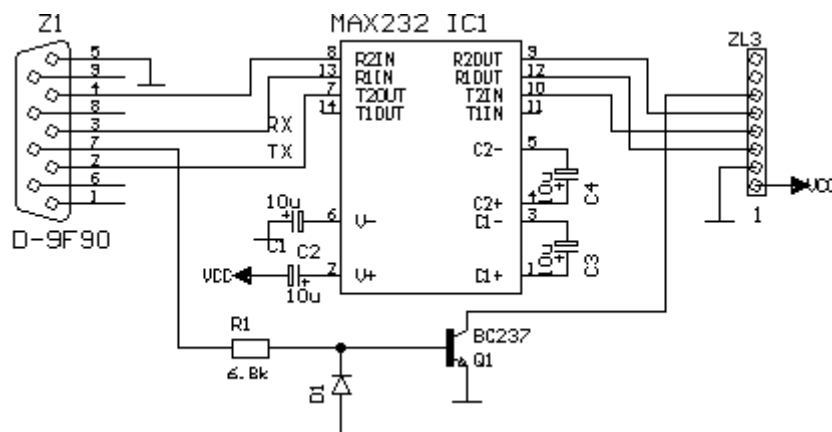 Z1
MAX232 IC1
ZL3
5
9
4
8
3
7
2
6
1
D-9F90
RX
TX
8 R2IN R2OUT 9
13 R1IN R1OUT 12
7 T2OUT T2IN 10
14 T1OUT T1IN 11
C2- 5
10u C4
C2+ 4
10u
6 V- C1- 3
C1 C2
10u C3
VCC 2 V+ C1+ 1
10u
VCC
1
R1
6.8k
D1
BC237
Q1